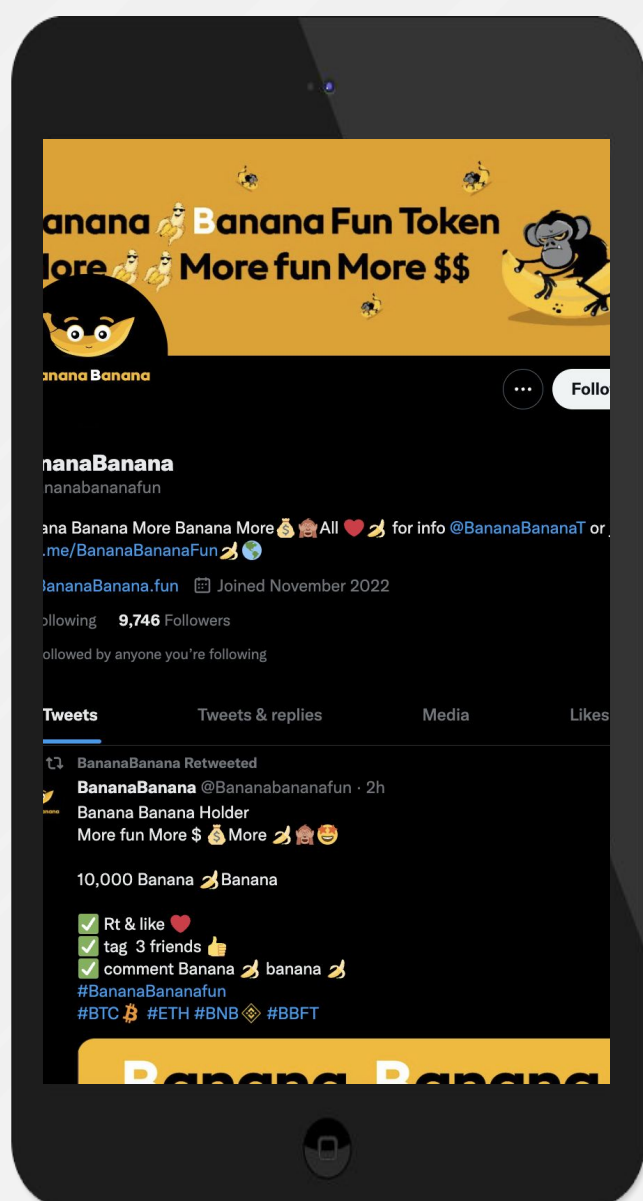 anana 🍌 Banana Fun Token
lore 🍌🍌 More fun More $$
anana Banana
Follo
nanaBanana
nanabananafun
ana Banana More Banana More💰🙈All ❤️🍌 for info @BananaBananaT or
.me/BananaBananaFun🍌🌎
BananaBanana.fun Joined November 2022
ollowing 9,746 Followers
ollowed by anyone you're following
Tweets Tweets & replies Media Likes
BananaBanana Retweeted
BananaBanana @Bananabananafun · 2h
Banana Banana Holder
More fun More $ 💰More 🍌🙈🤩
10,000 Banana 🍌Banana
✅ Rt & like ❤️
✅ tag 3 friends 👍
✅ comment Banana 🍌 banana 🍌
#BananaBananafun
#BTC #ETH #BNB #BBFT
Banana Banana